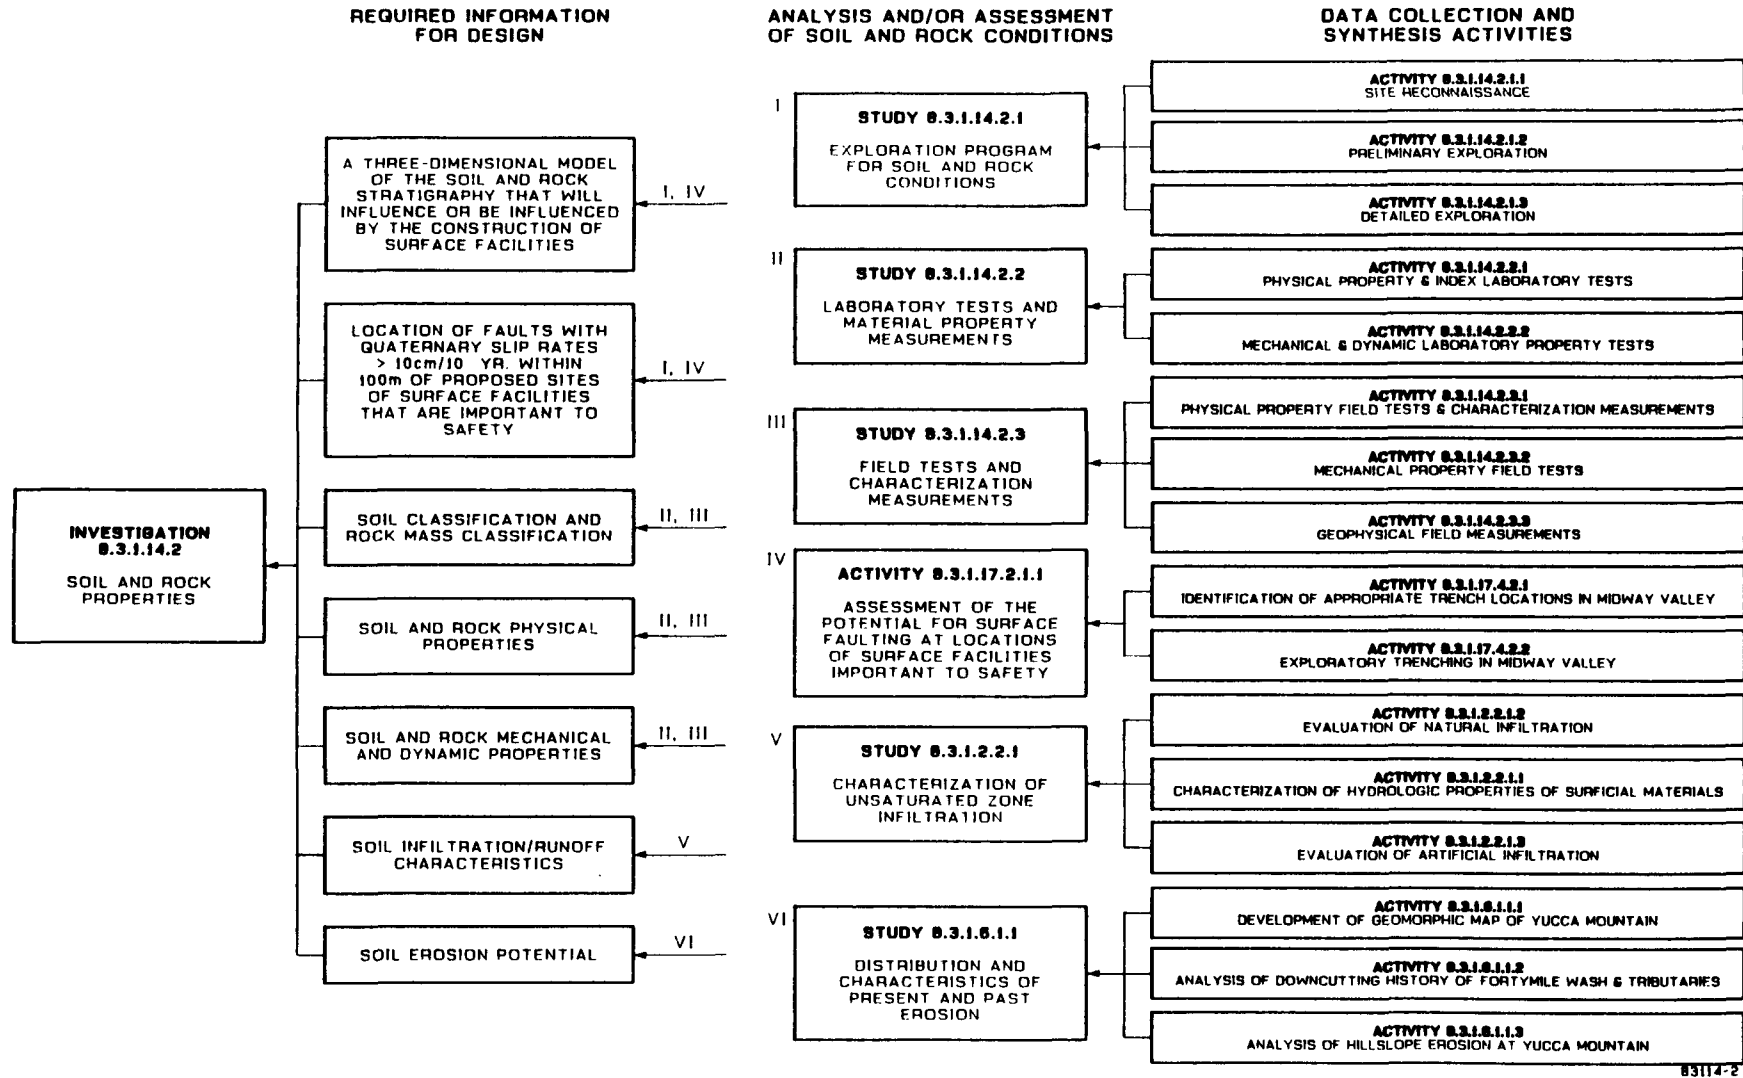 REQUIRED INFORMATION
FOR DESIGN
ANALYSIS AND/OR ASSESSMENT
OF SOIL AND ROCK CONDITIONS
DATA COLLECTION AND
SYNTHESIS ACTIVITIES
INVESTIGATION
8.3.1.14.2
SOIL AND ROCK
PROPERTIES
A THREE-DIMENSIONAL MODEL
OF THE SOIL AND ROCK
STRATIGRAPHY THAT WILL
INFLUENCE OR BE INFLUENCED
BY THE CONSTRUCTION OF
SURFACE FACILITIES
I, IV
LOCATION OF FAULTS WITH
QUATERNARY SLIP RATES
> 10cm/10 YR. WITHIN
100m OF PROPOSED SITES
OF SURFACE FACILITIES
THAT ARE IMPORTANT TO
SAFETY
I, IV
SOIL CLASSIFICATION AND
ROCK MASS CLASSIFICATION
II, III
SOIL AND ROCK PHYSICAL
PROPERTIES
II, III
SOIL AND ROCK MECHANICAL
AND DYNAMIC PROPERTIES
II, III
SOIL INFILTRATION/RUNOFF
CHARACTERISTICS
V
SOIL EROSION POTENTIAL
VI
I
STUDY 8.3.1.14.2.1
EXPLORATION PROGRAM
FOR SOIL AND ROCK
CONDITIONS
II
STUDY 8.3.1.14.2.2
LABORATORY TESTS AND
MATERIAL PROPERTY
MEASUREMENTS
III
STUDY 8.3.1.14.2.3
FIELD TESTS AND
CHARACTERIZATION
MEASUREMENTS
IV
ACTIVITY 8.3.1.17.2.1.1
ASSESSMENT OF THE
POTENTIAL FOR SURFACE
FAULTING AT LOCATIONS
OF SURFACE FACILITIES
IMPORTANT TO SAFETY
V
STUDY 8.3.1.2.2.1
CHARACTERIZATION OF
UNSATURATED ZONE
INFILTRATION
VI
STUDY 8.3.1.6.1.1
DISTRIBUTION AND
CHARACTERISTICS OF
PRESENT AND PAST
EROSION
ACTIVITY 8.3.1.14.2.1.1
SITE RECONNAISSANCE
ACTIVITY 8.3.1.14.2.1.2
PRELIMINARY EXPLORATION
ACTIVITY 8.3.1.14.2.1.3
DETAILED EXPLORATION
ACTIVITY 8.3.1.14.2.2.1
PHYSICAL PROPERTY & INDEX LABORATORY TESTS
ACTIVITY 8.3.1.14.2.2.2
MECHANICAL & DYNAMIC LABORATORY PROPERTY TESTS
ACTIVITY 8.3.1.14.2.3.1
PHYSICAL PROPERTY FIELD TESTS & CHARACTERIZATION MEASUREMENTS
ACTIVITY 8.3.1.14.2.3.2
MECHANICAL PROPERTY FIELD TESTS
ACTIVITY 8.3.1.14.2.3.3
GEOPHYSICAL FIELD MEASUREMENTS
ACTIVITY 8.3.1.17.4.2.1
IDENTIFICATION OF APPROPRIATE TRENCH LOCATIONS IN MIDWAY VALLEY
ACTIVITY 8.3.1.17.4.2.2
EXPLORATORY TRENCHING IN MIDWAY VALLEY
ACTIVITY 8.3.1.2.2.1.2
EVALUATION OF NATURAL INFILTRATION
ACTIVITY 8.3.1.2.2.1.1
CHARACTERIZATION OF HYDROLOGIC PROPERTIES OF SURFICIAL MATERIALS
ACTIVITY 8.3.1.2.2.1.3
EVALUATION OF ARTIFICIAL INFILTRATION
ACTIVITY 8.3.1.6.1.1.1
DEVELOPMENT OF GEOMORPHIC MAP OF YUCCA MOUNTAIN
ACTIVITY 8.3.1.6.1.1.2
ANALYSIS OF DOWNCUTTING HISTORY OF FORTYMILE WASH & TRIBUTARIES
ACTIVITY 8.3.1.6.1.1.3
ANALYSIS OF HILLSLOPE EROSION AT YUCCA MOUNTAIN
83114-2